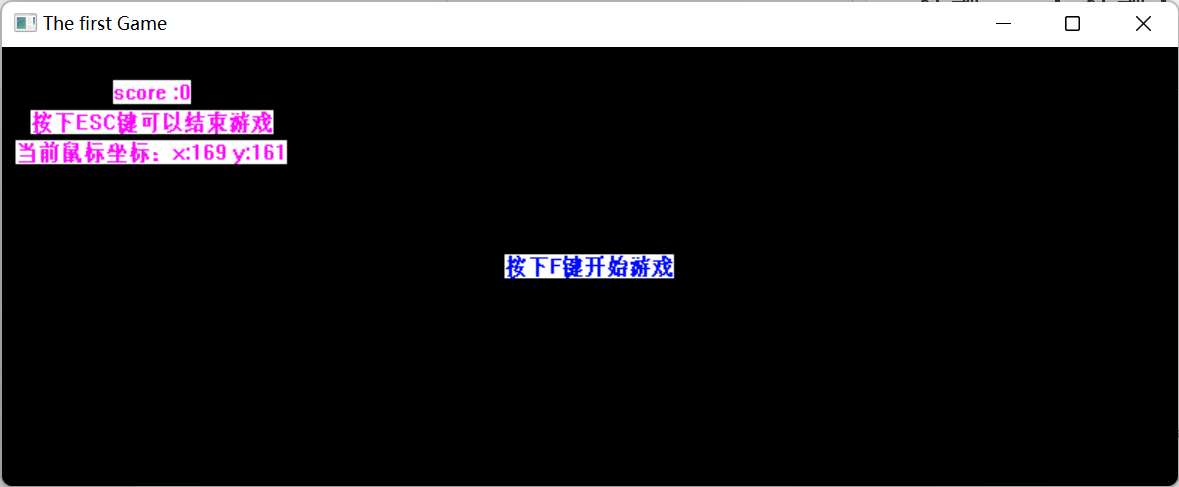 The first Game
score :0
按下ESC键可以结束游戏
当前鼠标坐标：x:169 y:161
按下F键开始游戏